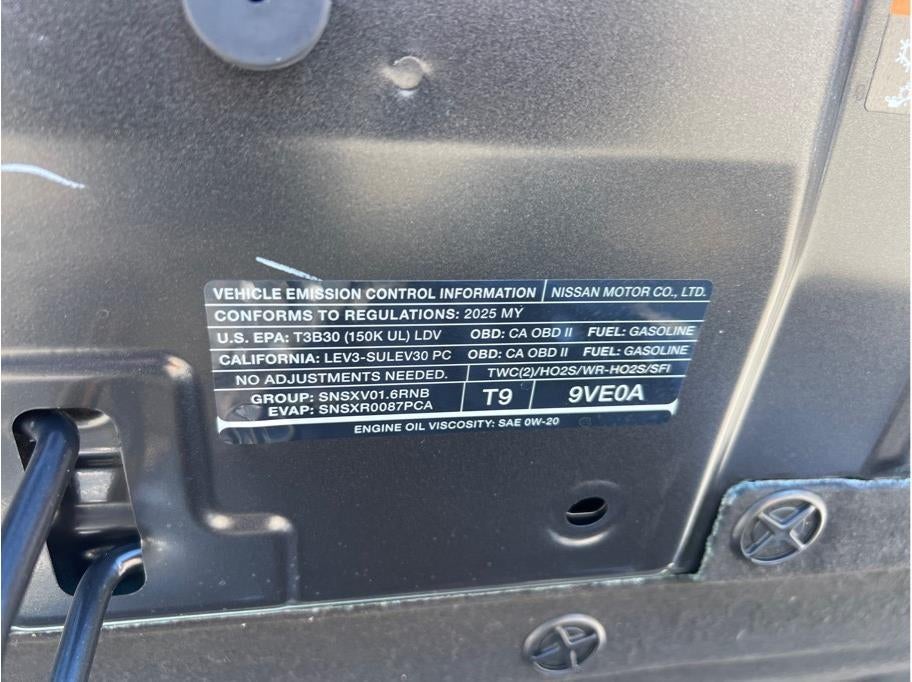 VEHICLE EMISSION CONTROL INFORMATION NISSAN MOTOR CO., LTD.
CONFORMS TO REGULATIONS: 2025 MY
U.S. EPA: T3B30 (150K UL) LDV OBD: CA OBD II FUEL: GASOLINE
CALIFORNIA: LEV3-SULEV30 PC OBD: CA OBD II FUEL: GASOLINE
NO ADJUSTMENTS NEEDED. TWC(2)/HO2S/WR-HO2S/SFI
GROUP: SNSXV01.6RNB
EVAP: SNSXR0087PCA
T9 9VE0A
ENGINE OIL VISCOSITY: SAE 0W-20